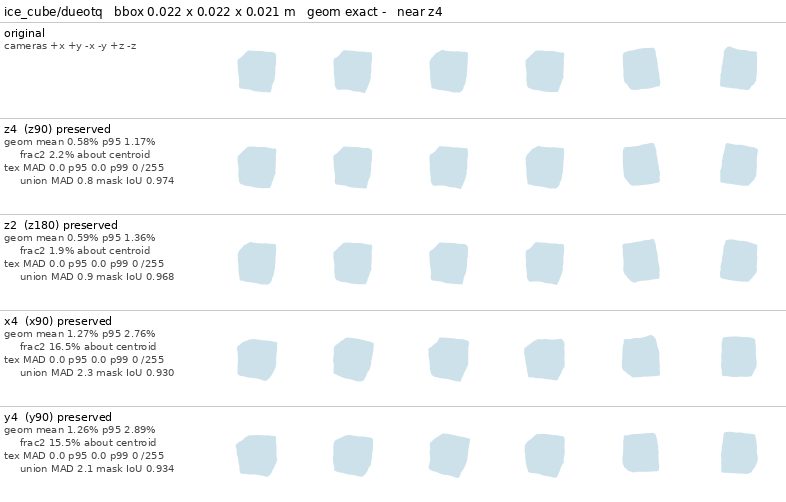 ice_cube/dueotq bbox 0.022 x 0.022 x 0.021 m geom exact - near z4
original
cameras +x +y -x -y +z -z
z4 (z90) preserved
geom mean 0.58% p95 1.17%
frac2 2.2% about centroid
tex MAD 0.0 p95 0.0 p99 0 /255
union MAD 0.8 mask IoU 0.974
z2 (z180) preserved
geom mean 0.59% p95 1.36%
frac2 1.9% about centroid
tex MAD 0.0 p95 0.0 p99 0 /255
union MAD 0.9 mask IoU 0.968
x4 (x90) preserved
geom mean 1.27% p95 2.76%
frac2 16.5% about centroid
tex MAD 0.0 p95 0.0 p99 0 /255
union MAD 2.3 mask IoU 0.930
y4 (y90) preserved
geom mean 1.26% p95 2.89%
frac2 15.5% about centroid
tex MAD 0.0 p95 0.0 p99 0 /255
union MAD 2.1 mask IoU 0.934